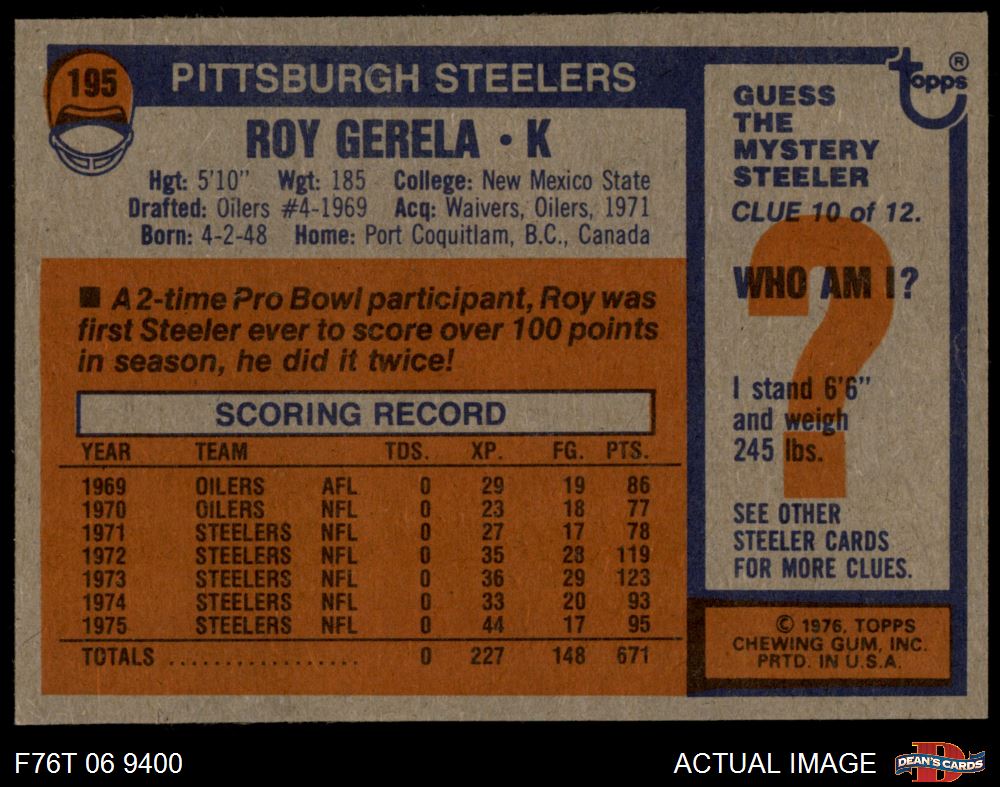 195
PITTSBURGH STEELERS
ROY GERELA • K
Hgt: 5'10" Wgt: 185 College: New Mexico State
Drafted: Oilers #4-1969 Acq: Waivers, Oilers, 1971
Born: 4-2-48 Home: Port Coquitlam, B.C., Canada
■ A 2-time Pro Bowl participant, Roy was
first Steeler ever to score over 100 points
in season, he did it twice!
SCORING RECORD
YEAR TEAM TDS. XP. FG. PTS.
1969 OILERS AFL 0 29 19 86
1970 OILERS NFL 0 23 18 77
1971 STEELERS NFL 0 27 17 78
1972 STEELERS NFL 0 35 28 119
1973 STEELERS NFL 0 36 29 123
1974 STEELERS NFL 0 33 20 93
1975 STEELERS NFL 0 44 17 95
TOTALS .................. 0 227 148 671
topps®
GUESS
THE
MYSTERY
STEELER
CLUE 10 of 12.
?
WHO AM I?
I stand 6'6"
and weigh
245 lbs.
SEE OTHER
STEELER CARDS
FOR MORE CLUES.
© 1976, TOPPS
CHEWING GUM, INC.
PRTD. IN U.S.A.
F76T 06 9400
ACTUAL IMAGE
D
DEAN'S CARDS